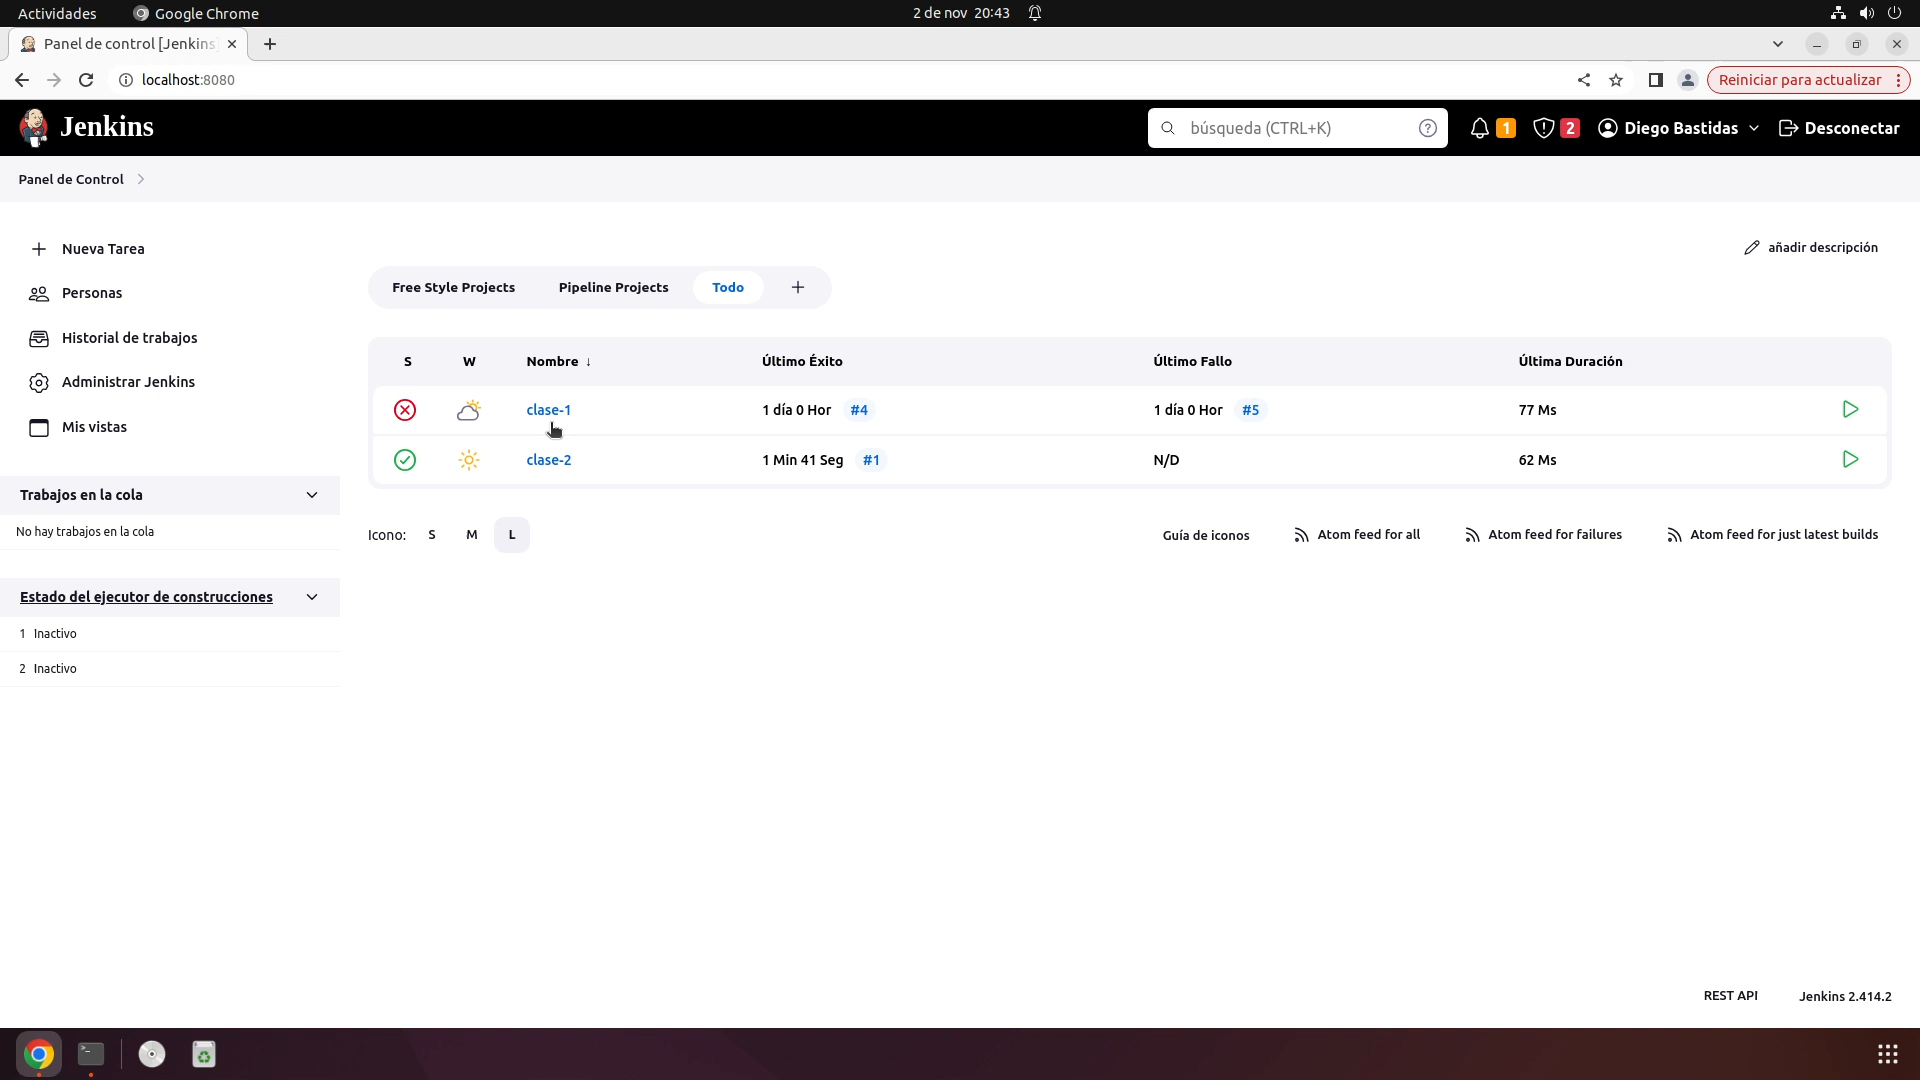 Actividades
Google Chrome
2 de nov 20:43
Panel de control [Jenkins]
localhost:8080
Reiniciar para actualizar
Jenkins
búsqueda (CTRL+K)
1
2
Diego Bastidas
Desconectar
Panel de Control
Nueva Tarea
Personas
Historial de trabajos
Administrar Jenkins
Mis vistas
Trabajos en la cola
No hay trabajos en la cola
Estado del ejecutor de construcciones
1 Inactivo
2 Inactivo
añadir descripción
Free Style Projects
Pipeline Projects
Todo
S W Nombre ↓ Último Éxito Último Fallo Última Duración
clase-1 1 día 0 Hor #4 1 día 0 Hor #5 77 Ms
clase-2 1 Min 41 Seg #1 N/D 62 Ms
Icono: S M L
Guía de iconos
Atom feed for all
Atom feed for failures
Atom feed for just latest builds
REST API
Jenkins 2.414.2